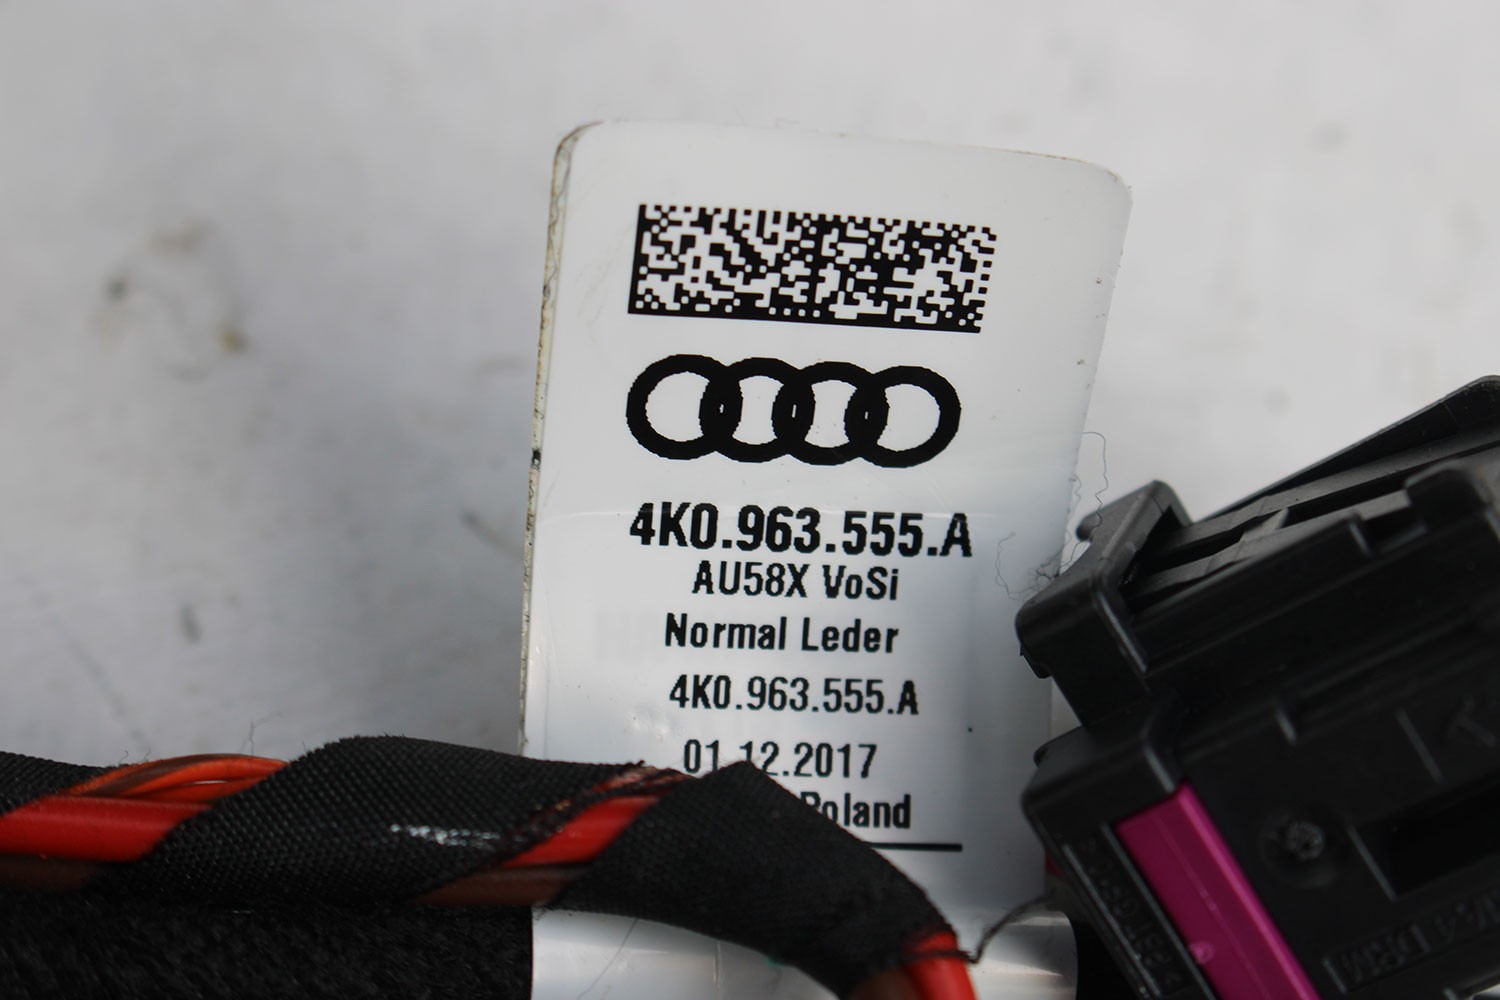 4K0.963.555.A
AU58X VoSi
Normal Leder
4K0.963.555.A
01.12.2017
Poland